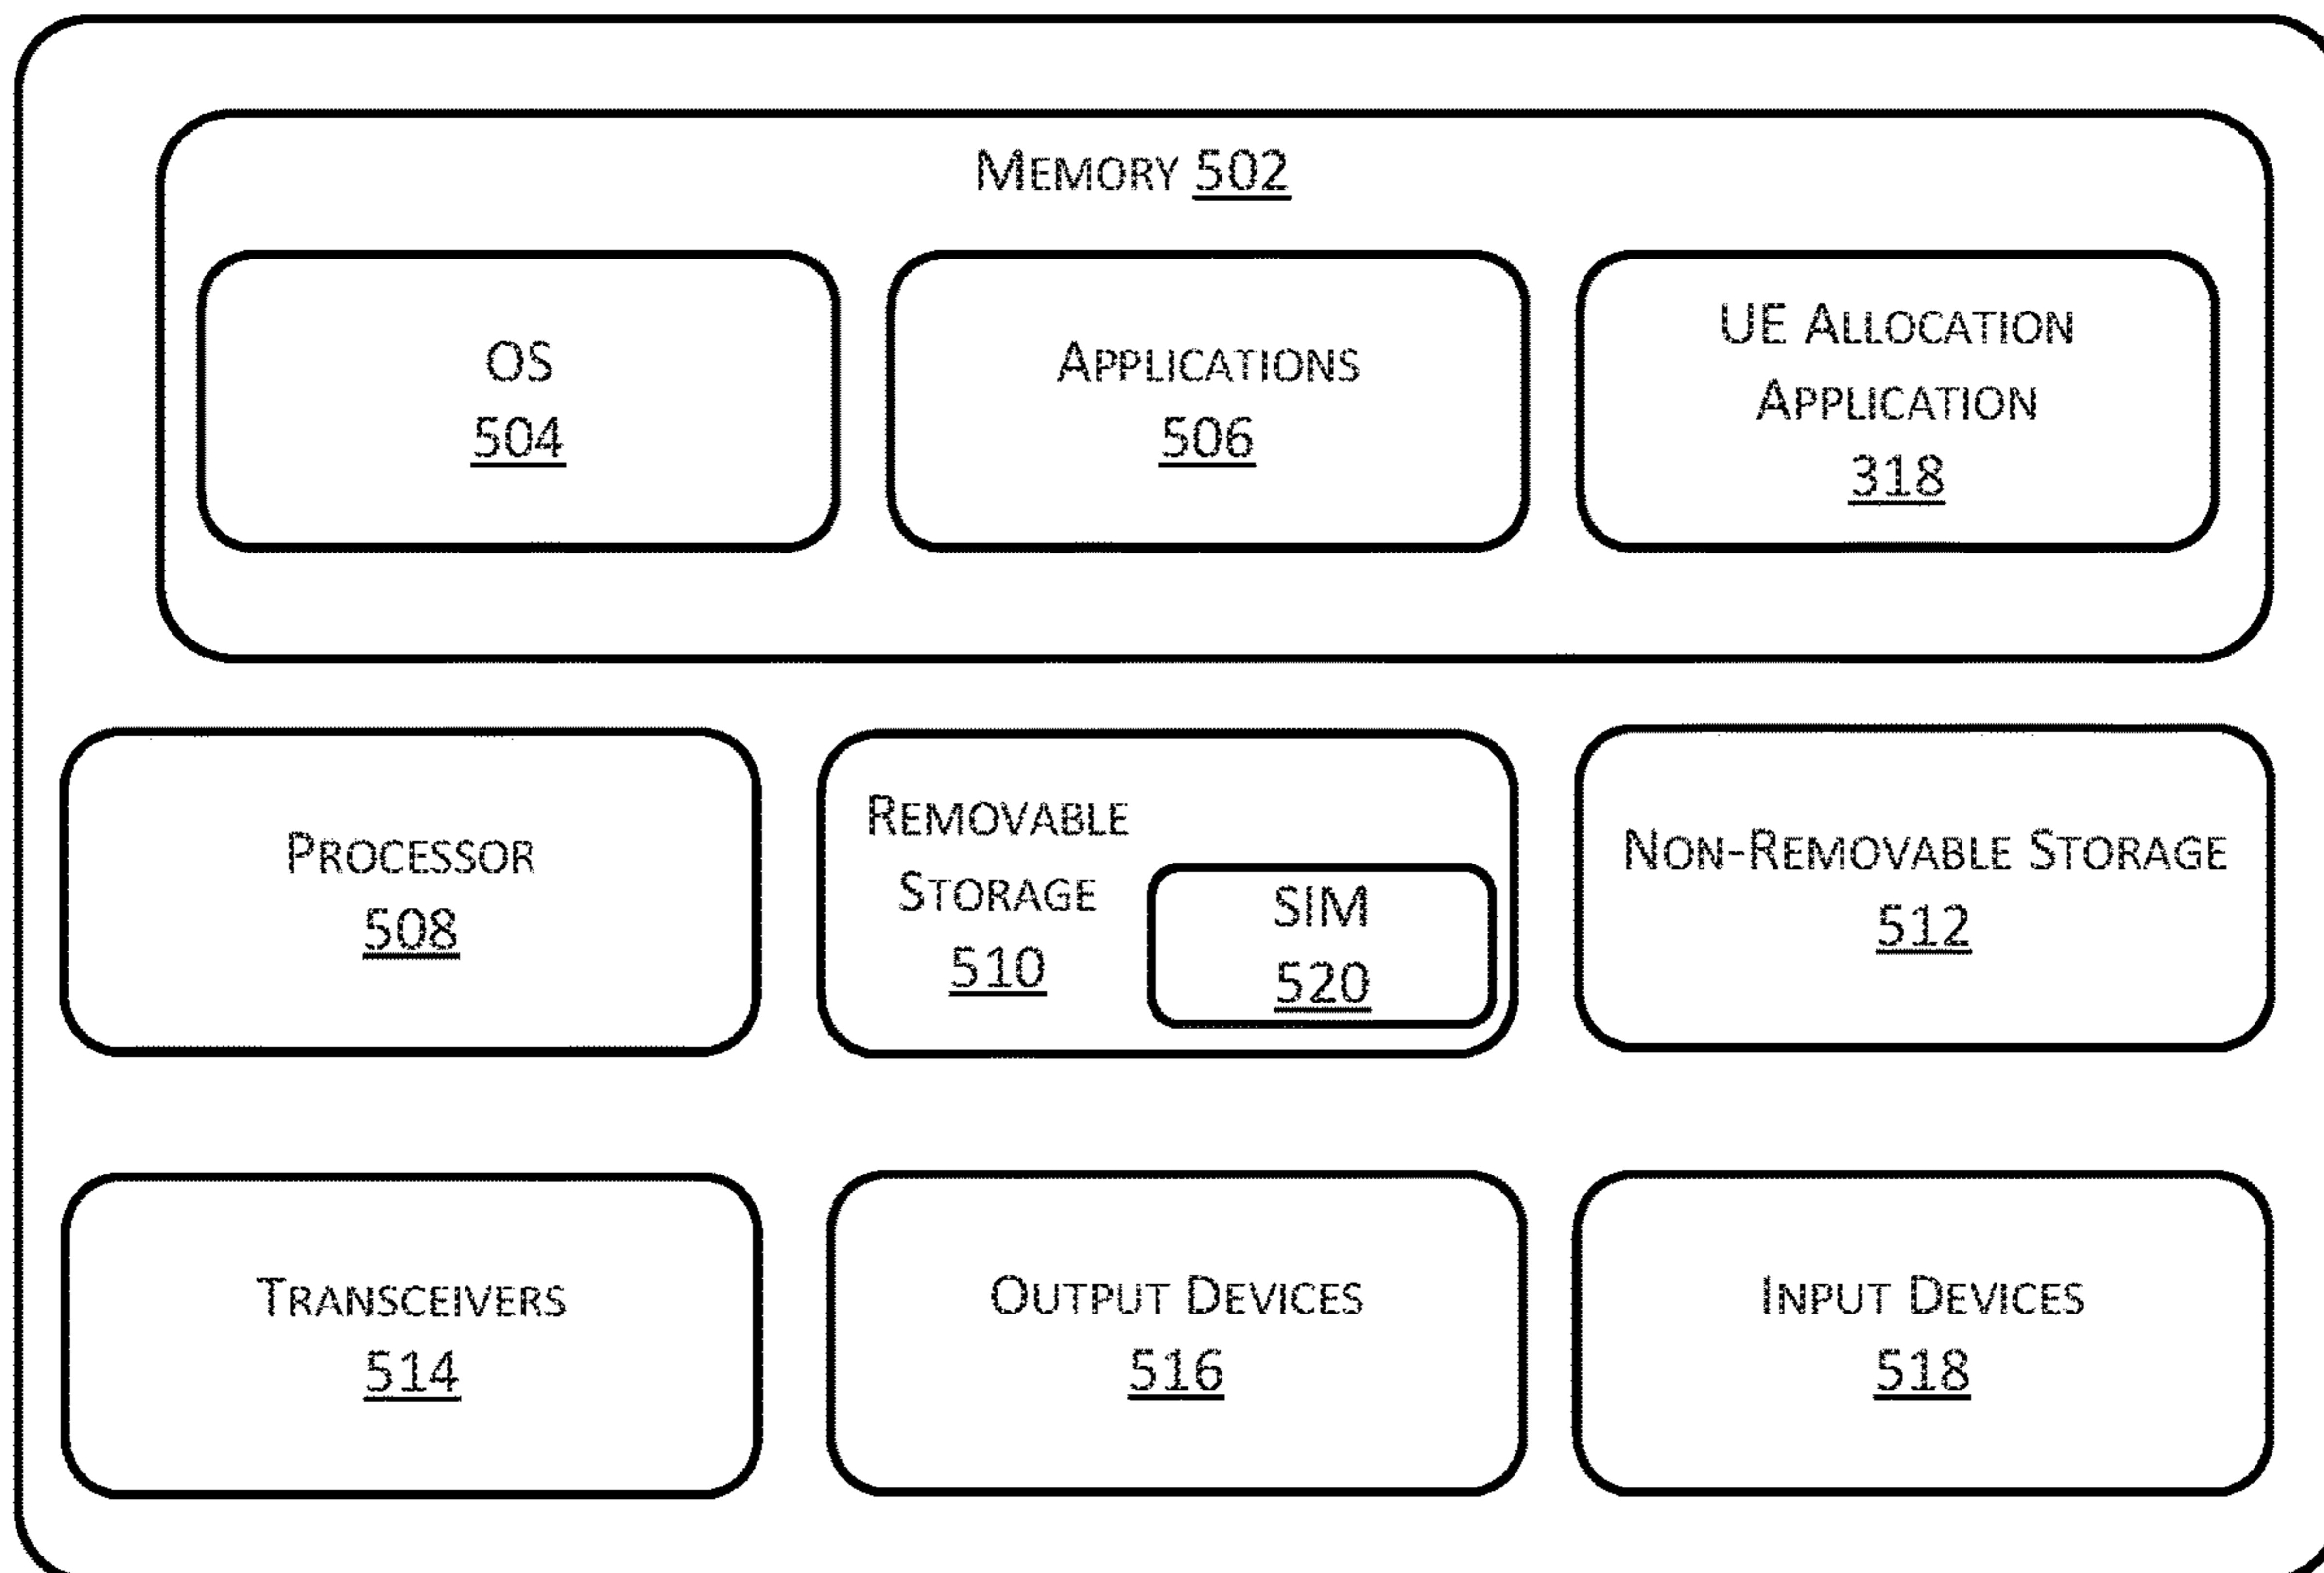 MEMORY 502
OS
504
APPLICATIONS
506
UE ALLOCATION
APPLICATION
318
PROCESSOR
508
REMOVABLE
STORAGE
510
SIM
520
NON-REMOVABLE STORAGE
512
TRANSCEIVERS
514
OUTPUT DEVICES
516
INPUT DEVICES
518